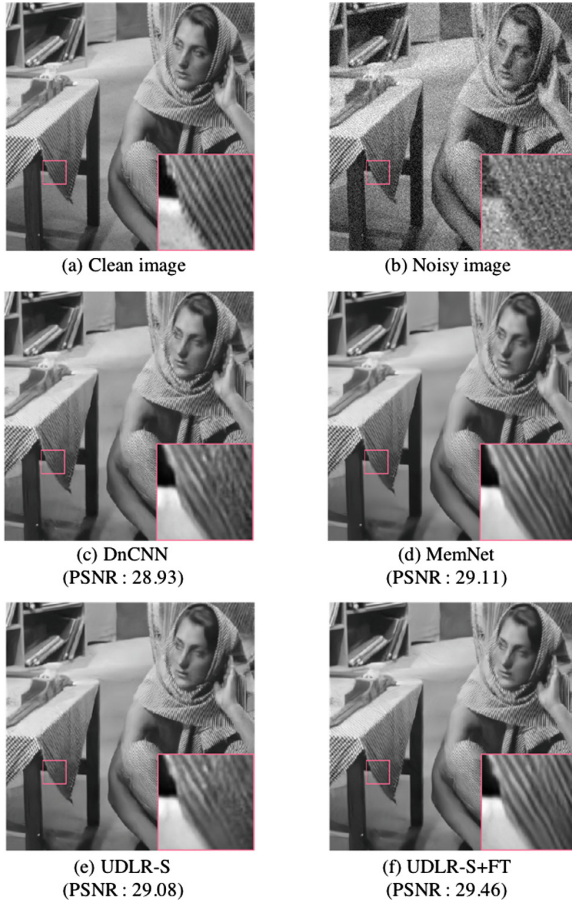 (a) Clean image
(b) Noisy image
(c) DnCNN
(PSNR : 28.93)
(d) MemNet
(PSNR : 29.11)
(e) UDLR-S
(PSNR : 29.08)
(f) UDLR-S+FT
(PSNR : 29.46)